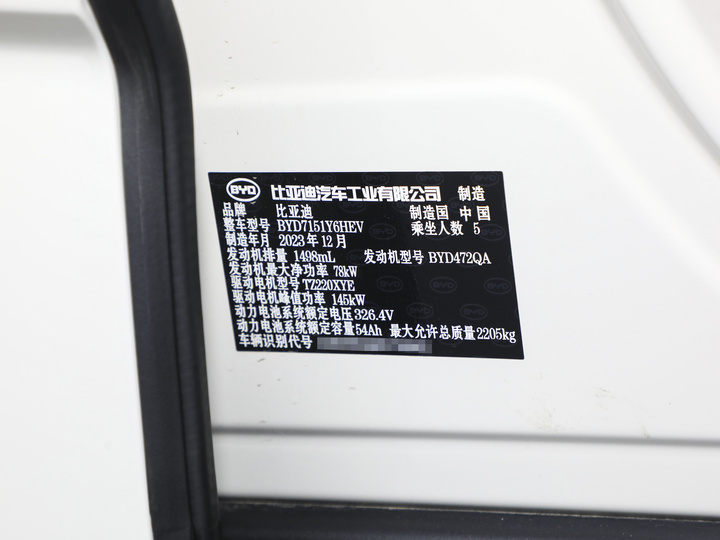 BYD 比亚迪汽车工业有限公司 制造
品牌 比亚迪 制造国 中国
整车型号 BYD7151Y6HEV 乘坐人数 5
制造年月 2023年12月
发动机排量 1498mL 发动机型号 BYD472QA
发动机最大净功率 78kW
驱动电机型号 TZ220XYE
驱动电机峰值功率 145kW
动力电池系统额定电压326.4V
动力电池系统额定容量54Ah 最大允许总质量2205kg
车辆识别代号